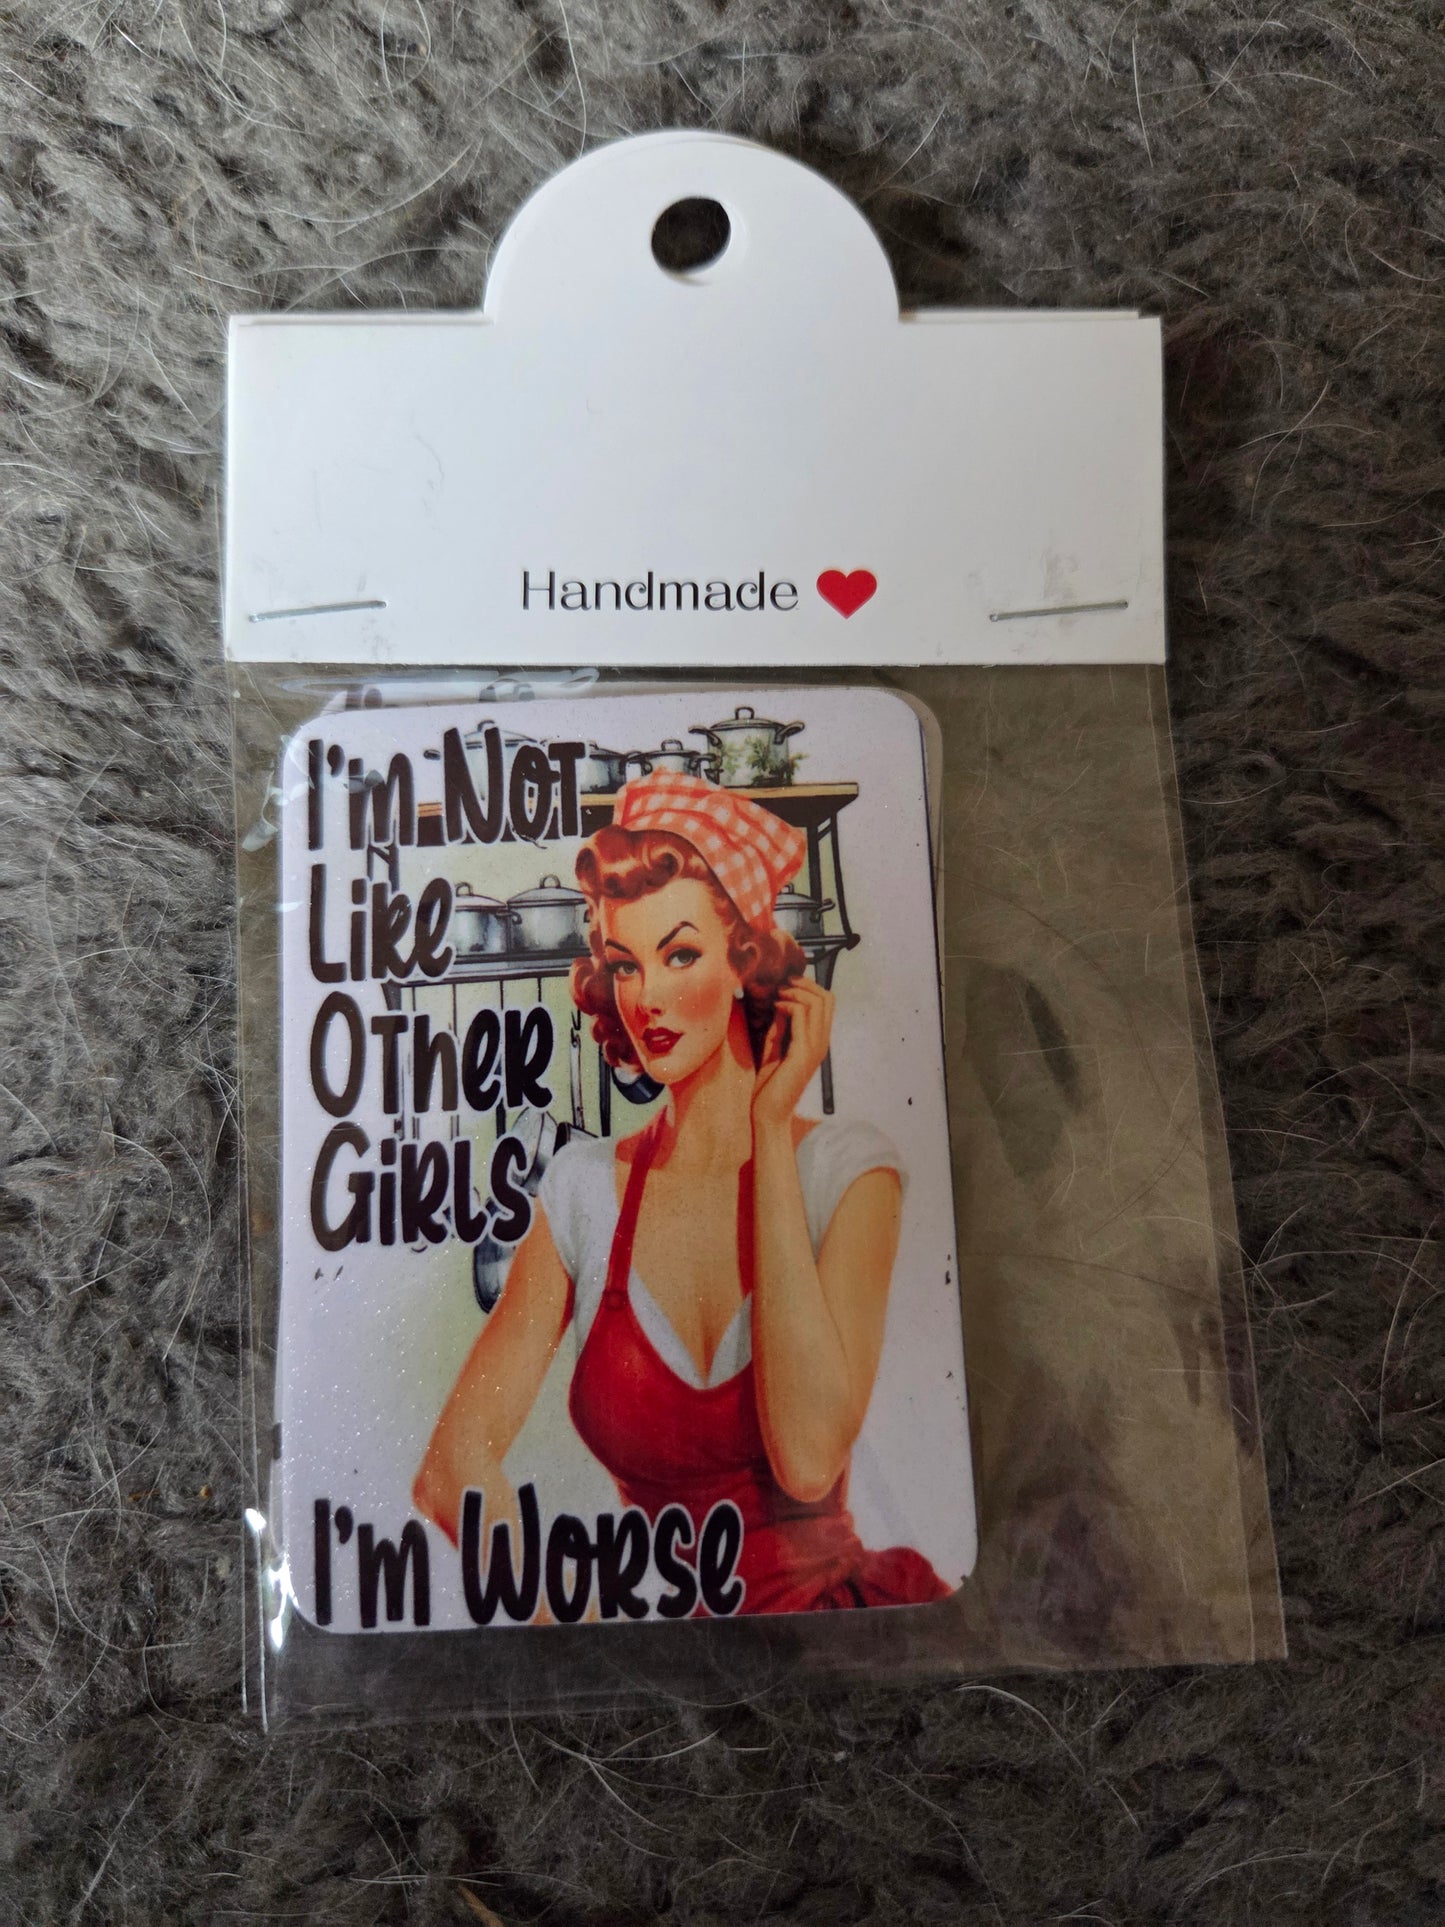 Handmade ❤
I'm Not
Like
Other
Girls
I'm Worse